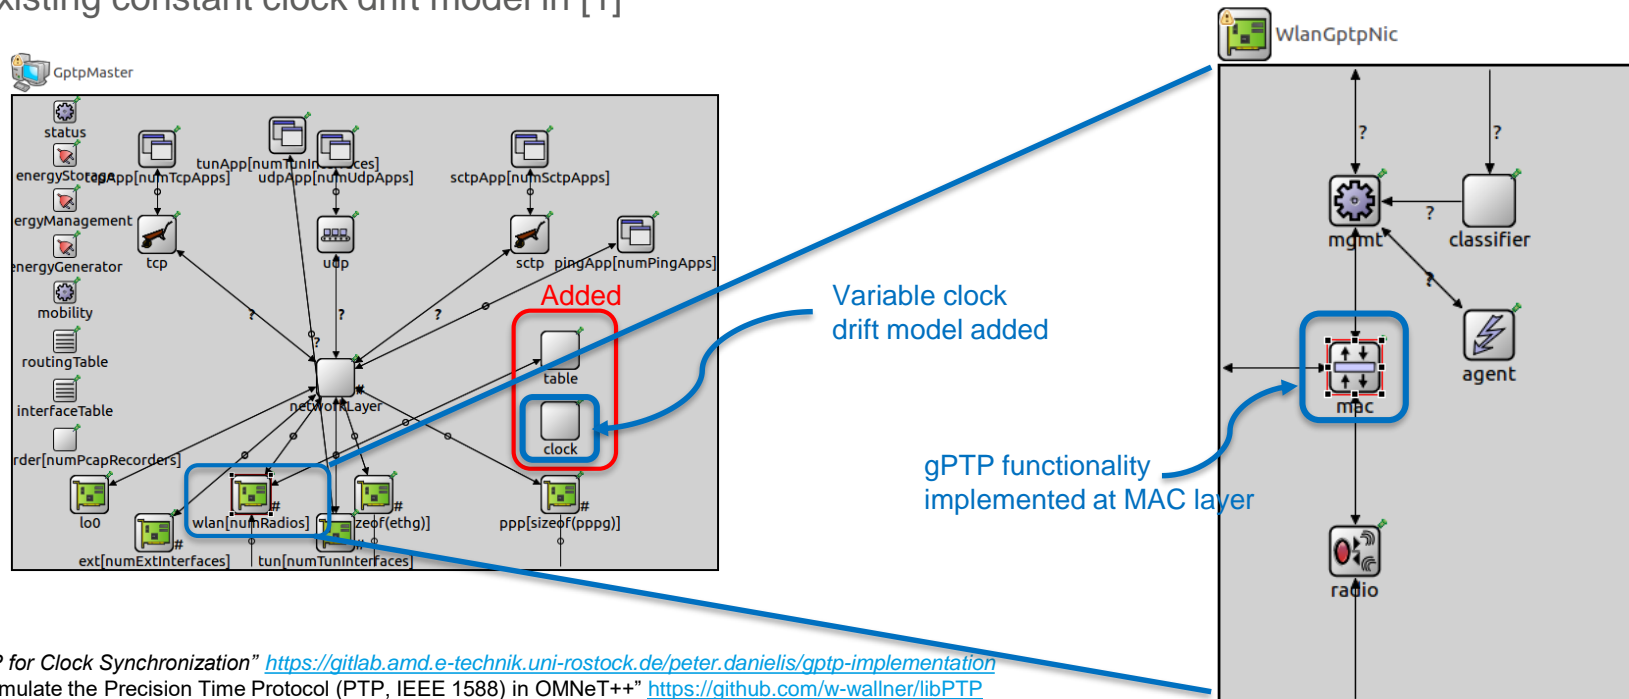 xisting constant clock drift model in [1]
GptpMaster
status
energyStorage
ergyManagement
nergyGenerator
mobility
routingTable
interfaceTable
rder[numPcapRecorders]
tcpApp[numTcpApps]
udpApp[numUdpApps]
sctpApp[numSctpApps]
tcp
udp
sctp
pingApp[numPingApps]
?
?
?
?
networkLayer
Added
table
clock
Variable clock
drift model added
lo0
wlan[numRadios]
zeof(ethg)]
ppp[sizeof(pppg)]
ext[numExtInterfaces]
tun[numTunInterfaces]
#
#
#
#
#
#
WlanGptpNic
?
?
mgmt
?
classifier
?
agent
mac
gPTP functionality
implemented at MAC layer
radio
P for Clock Synchronization” https://gitlab.amd.e-technik.uni-rostock.de/peter.danielis/gptp-implementation
mulate the Precision Time Protocol (PTP, IEEE 1588) in OMNeT++” https://github.com/w-wallner/libPTP